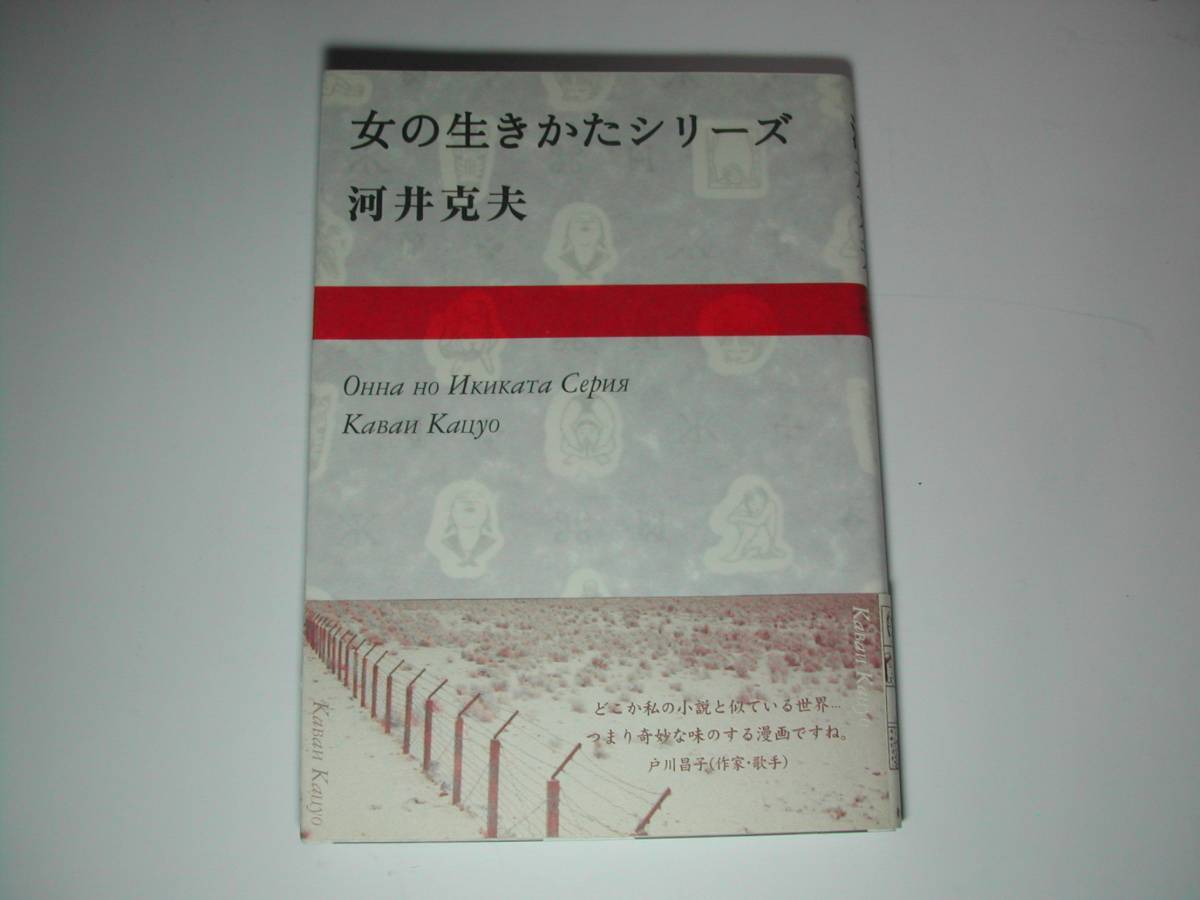 女の生きかたシリーズ
河井克夫
Онна но Икиката Серия
Каваи Кацуо
どこか私の小説と似ている世界…
つまり奇妙な味のする漫画ですね。
戸川昌子(作家・歌手)
Каваи Кацуо
Каваи Кацуо